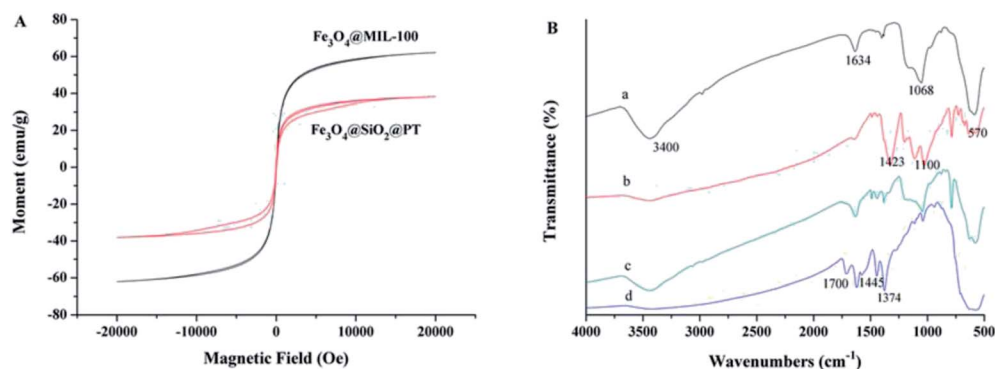 A
Fe3O4@MIL-100
Fe3O4@SiO2@PT
80
60
40
20
0
-20
-40
-60
-80
-20000
-10000
0
10000
20000
Moment (emu/g)
Magnetic Field (Oe)
B
a
b
c
d
1634
1068
3400
570
1423
1100
1700
1445
1374
4000
3500
3000
2500
2000
1500
1000
500
Transmittance (%)
Wavenumbers (cm-1)